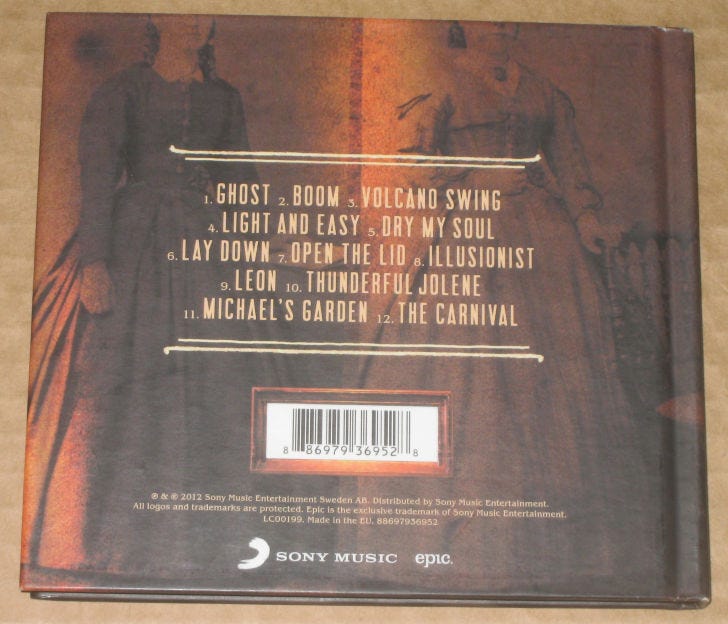 1. GHOST 2. BOOM 3. VOLCANO SWING
4. LIGHT AND EASY 5. DRY MY SOUL
6. LAY DOWN 7. OPEN THE LID 8. ILLUSIONIST
9. LEON 10. THUNDERFUL JOLENE
11. MICHAEL'S GARDEN 12. THE CARNIVAL
8 86979 36952 8
℗ & © 2012 Sony Music Entertainment Sweden AB. Distributed by Sony Music Entertainment.
All logos and trademarks are protected. Epic is the exclusive trademark of Sony Music Entertainment.
LC00199. Made in the EU. 88697936952
SONY MUSIC epic.